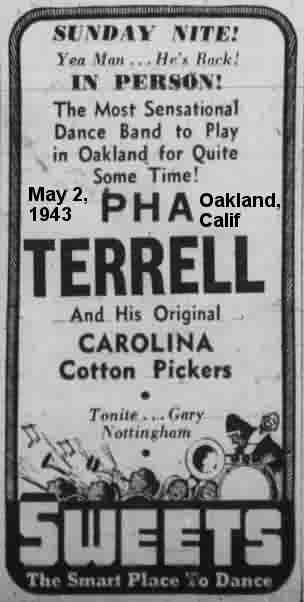 SUNDAY NITE!
Yea Man...He's Back!
IN PERSON!
The Most Sensational
Dance Band to Play
in Oakland for Quite
Some Time!
May 2,
1943
PHA
Oakland,
Calif
TERRELL
And His Original
CAROLINA
Cotton Pickers
Tonite...Gary
Nottingham
SWEETS
The Smart Place To Dance